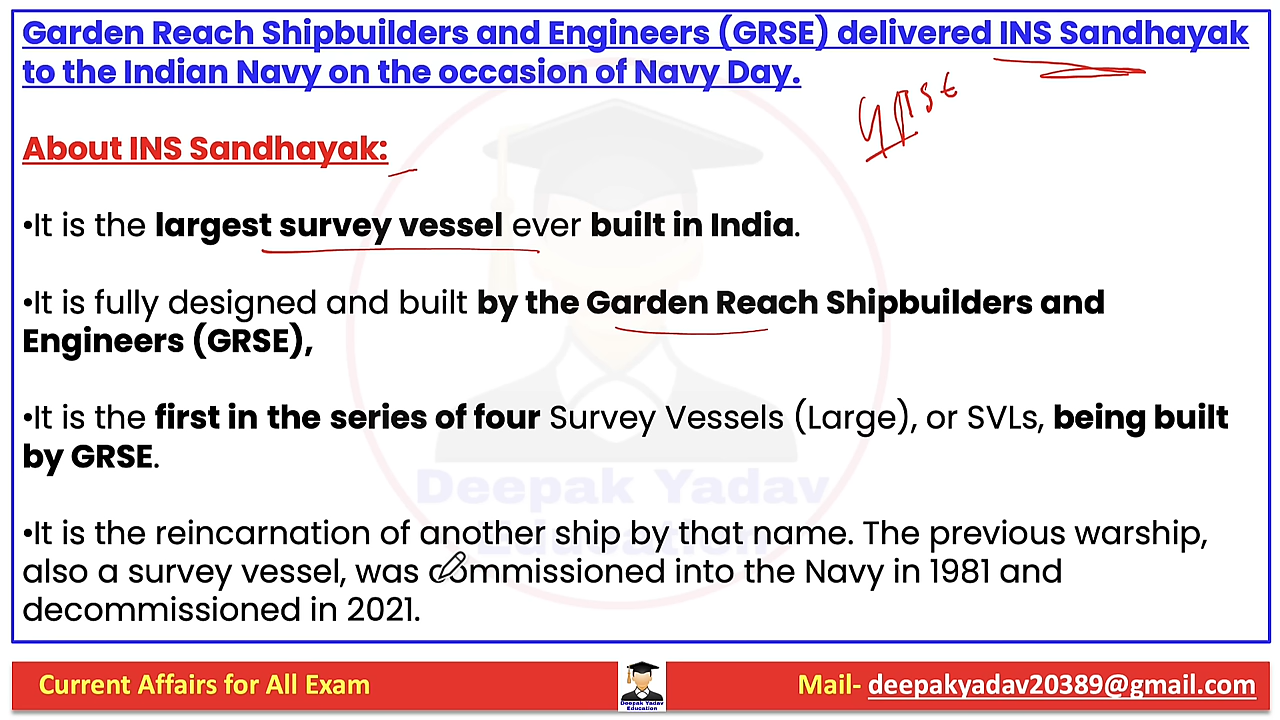 Garden Reach Shipbuilders and Engineers (GRSE) delivered INS Sandhayak
to the Indian Navy on the occasion of Navy Day.
GRSE
About INS Sandhayak:
•It is the largest survey vessel ever built in India.
•It is fully designed and built by the Garden Reach Shipbuilders and
Engineers (GRSE),
•It is the first in the series of four Survey Vessels (Large), or SVLs, being built
by GRSE.
Deepak Yadav
Education
•It is the reincarnation of another ship by that name. The previous warship,
also a survey vessel, was commissioned into the Navy in 1981 and
decommissioned in 2021.
Current Affairs for All Exam
Deepak Yadav
Education
Mail- deepakyadav20389@gmail.com